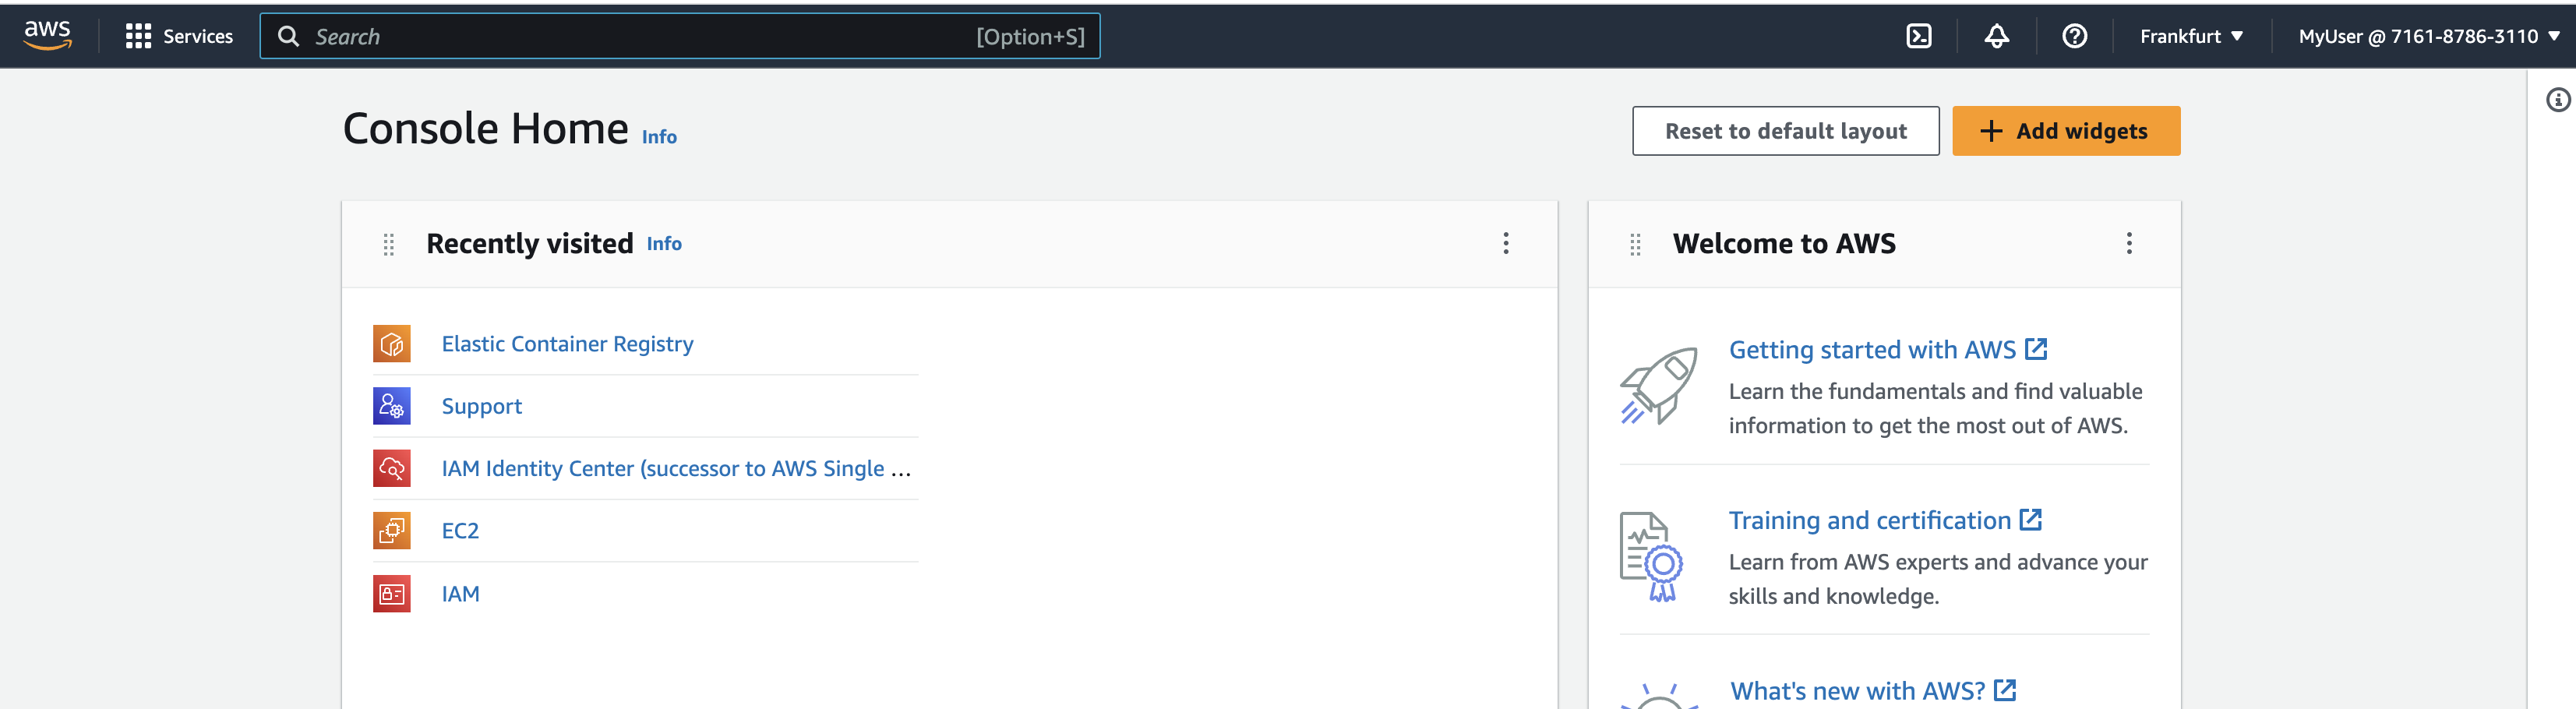 aws
Services
Search
[Option+S]
Frankfurt
MyUser @ 7161-8786-3110
Console Home
Info
Reset to default layout
Add widgets
Recently visited
Info
Elastic Container Registry
Support
IAM Identity Center (successor to AWS Single ...
EC2
IAM
Welcome to AWS
Getting started with AWS
Learn the fundamentals and find valuable
information to get the most out of AWS.
Training and certification
Learn from AWS experts and advance your
skills and knowledge.
What's new with AWS?